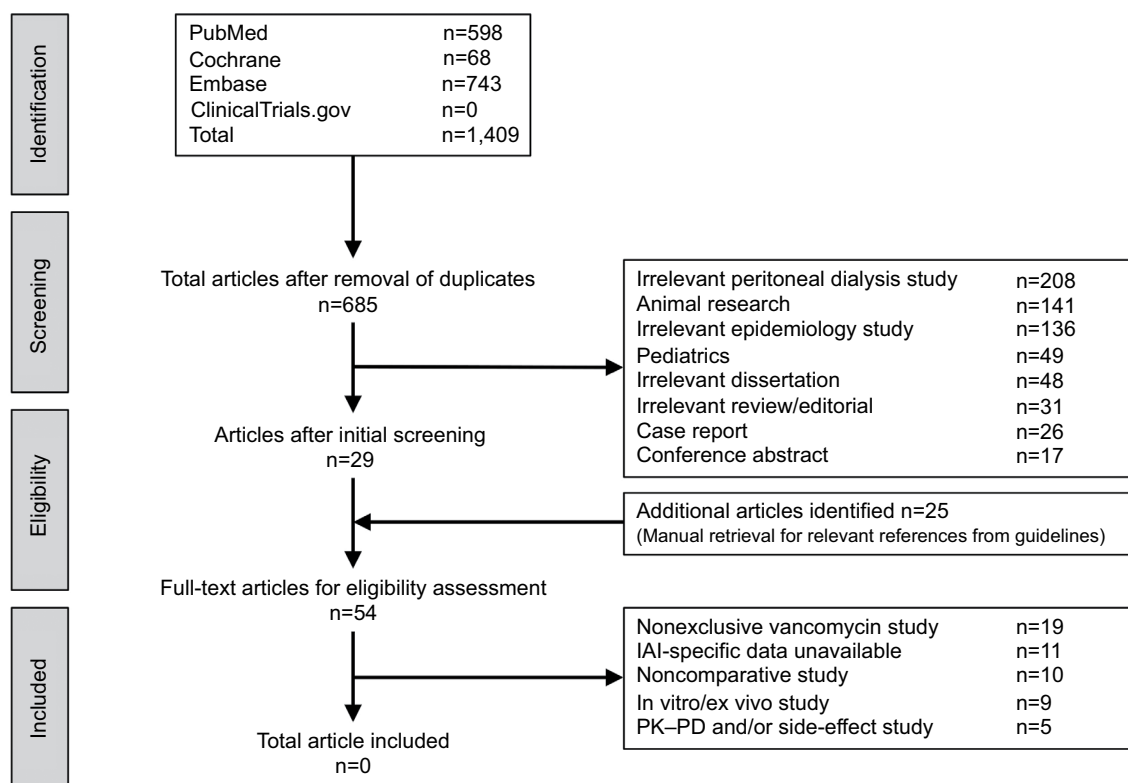 Identification
PubMed n=598
Cochrane n=68
Embase n=743
ClinicalTrials.gov n=0
Total n=1,409
Screening
Total articles after removal of duplicates
n=685
Irrelevant peritoneal dialysis study n=208
Animal research n=141
Irrelevant epidemiology study n=136
Pediatrics n=49
Irrelevant dissertation n=48
Irrelevant review/editorial n=31
Case report n=26
Conference abstract n=17
Articles after initial screening
n=29
Eligibility
Additional articles identified n=25
(Manual retrieval for relevant references from guidelines)
Full-text articles for eligibility assessment
n=54
Included
Nonexclusive vancomycin study n=19
IAI-specific data unavailable n=11
Noncomparative study n=10
In vitro/ex vivo study n=9
PK–PD and/or side-effect study n=5
Total article included
n=0